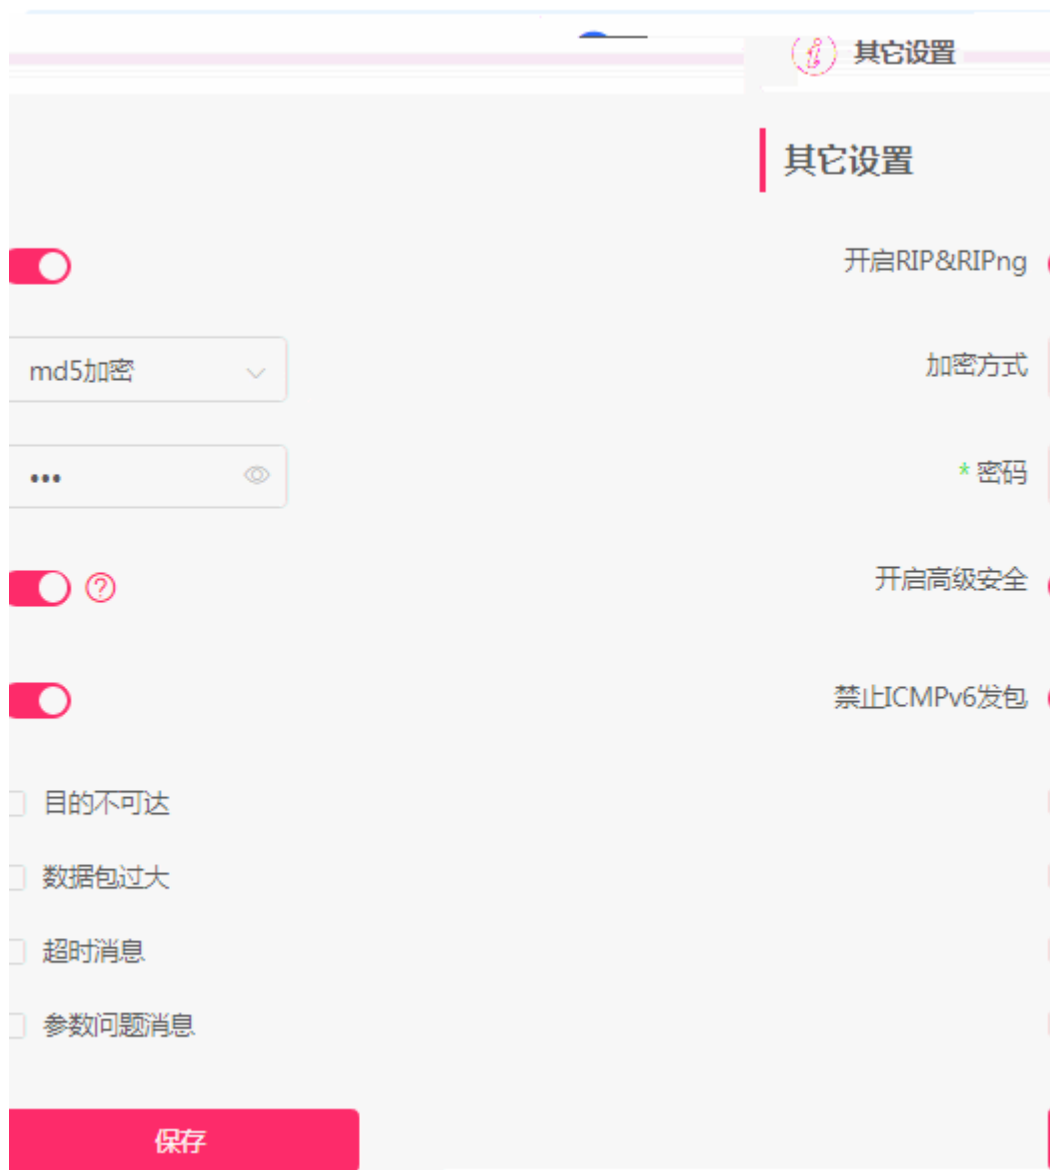 其它设置
其它设置
开启RIP&RIPng
md5加密
加密方式
•••
* 密码
开启高级安全
禁止ICMPv6发包
目的不可达
数据包过大
超时消息
参数问题消息
保存